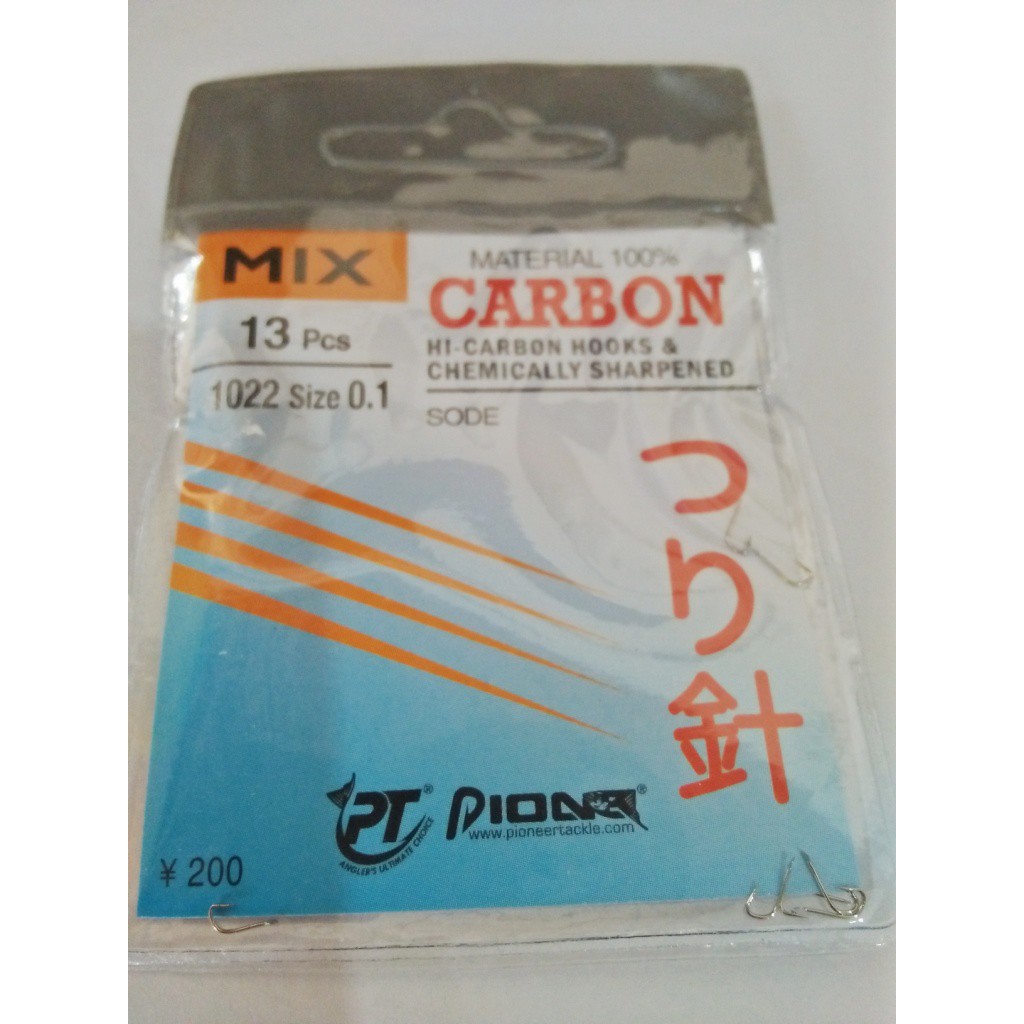 MIX
13 Pcs
1022 Size 0.1
MATERIAL 100%
CARBON
HI-CARBON HOOKS &
CHEMICALLY SHARPENED
SODE
つり針
PT®
ANGLER'S ULTIMATE CHOICE
PIONER®
www.pioneertackle.com
¥ 200